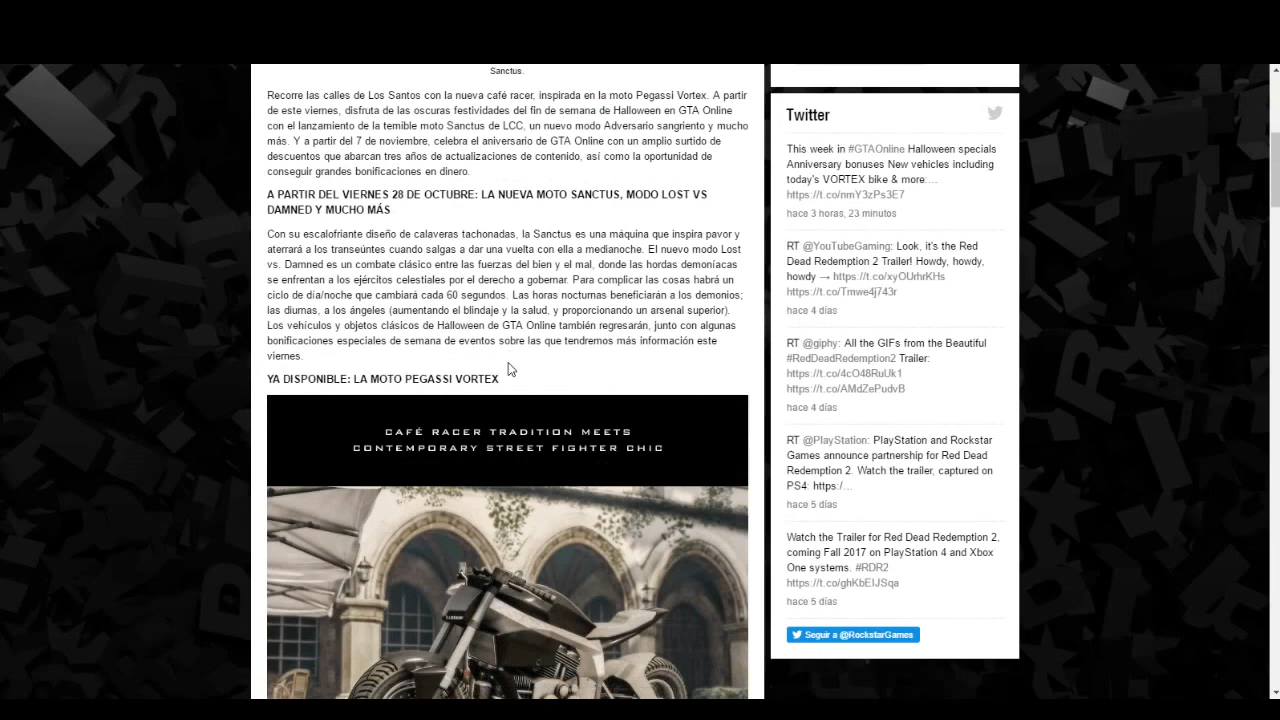 Sanctus.
Recorre las calles de Los Santos con la nueva café racer, inspirada en la moto Pegassi Vortex. A partir
de este viernes, disfruta de las oscuras festividades del fin de semana de Halloween en GTA Online
con el lanzamiento de la temible moto Sanctus de LCC, un nuevo modo Adversario sangriento y mucho
más. Y a partir del 7 de noviembre, celebra el aniversario de GTA Online con un amplio surtido de
descuentos que abarcan tres años de actualizaciones de contenido, así como la oportunidad de
conseguir grandes bonificaciones en dinero.
A PARTIR DEL VIERNES 28 DE OCTUBRE: LA NUEVA MOTO SANCTUS, MODO LOST VS
DAMNED Y MUCHO MÁS
Con su escalofriante diseño de calaveras tachonadas, la Sanctus es una máquina que inspira pavor y
aterrará a los transeúntes cuando salgas a dar una vuelta con ella a medianoche. El nuevo modo Lost
vs. Damned es un combate clásico entre las fuerzas del bien y el mal, donde las hordas demoníacas
se enfrentan a los ejércitos celestiales por el derecho a gobernar. Para complicar las cosas habrá un
ciclo de día/noche que cambiará cada 60 segundos. Las horas nocturnas beneficiarán a los demonios;
las diurnas, a los ángeles (aumentando el blindaje y la salud, y proporcionando un arsenal superior).
Los vehículos y objetos clásicos de Halloween de GTA Online también regresarán, junto con algunas
bonificaciones especiales de semana de eventos sobre las que tendremos más información este
viernes.
YA DISPONIBLE: LA MOTO PEGASSI VORTEX
CAFÉ RACER TRADITION MEETS
CONTEMPORARY STREET FIGHTER CHIC
Twitter
This week in #GTAOnline Halloween specials
Anniversary bonuses New vehicles including
today's VORTEX bike & more:...
https://t.co/nmY3zPs3E7
hace 3 horas, 23 minutos
RT @YouTubeGaming: Look, it's the Red
Dead Redemption 2 Trailer! Howdy, howdy,
howdy → https://t.co/xyOUrhrKHs
https://t.co/Tmwe4j743r
hace 4 días
RT @giphy: All the GIFs from the Beautiful
#RedDeadRedemption2 Trailer:
https://t.co/4cO48RuUk1
https://t.co/AMdZePudvB
hace 4 días
RT @PlayStation: PlayStation and Rockstar
Games announce partnership for Red Dead
Redemption 2. Watch the trailer, captured on
PS4: https:/...
hace 5 días
Watch the Trailer for Red Dead Redemption 2,
coming Fall 2017 on PlayStation 4 and Xbox
One systems. #RDR2
https://t.co/ghKbEIJSqa
hace 5 días
Seguir a @RockstarGames